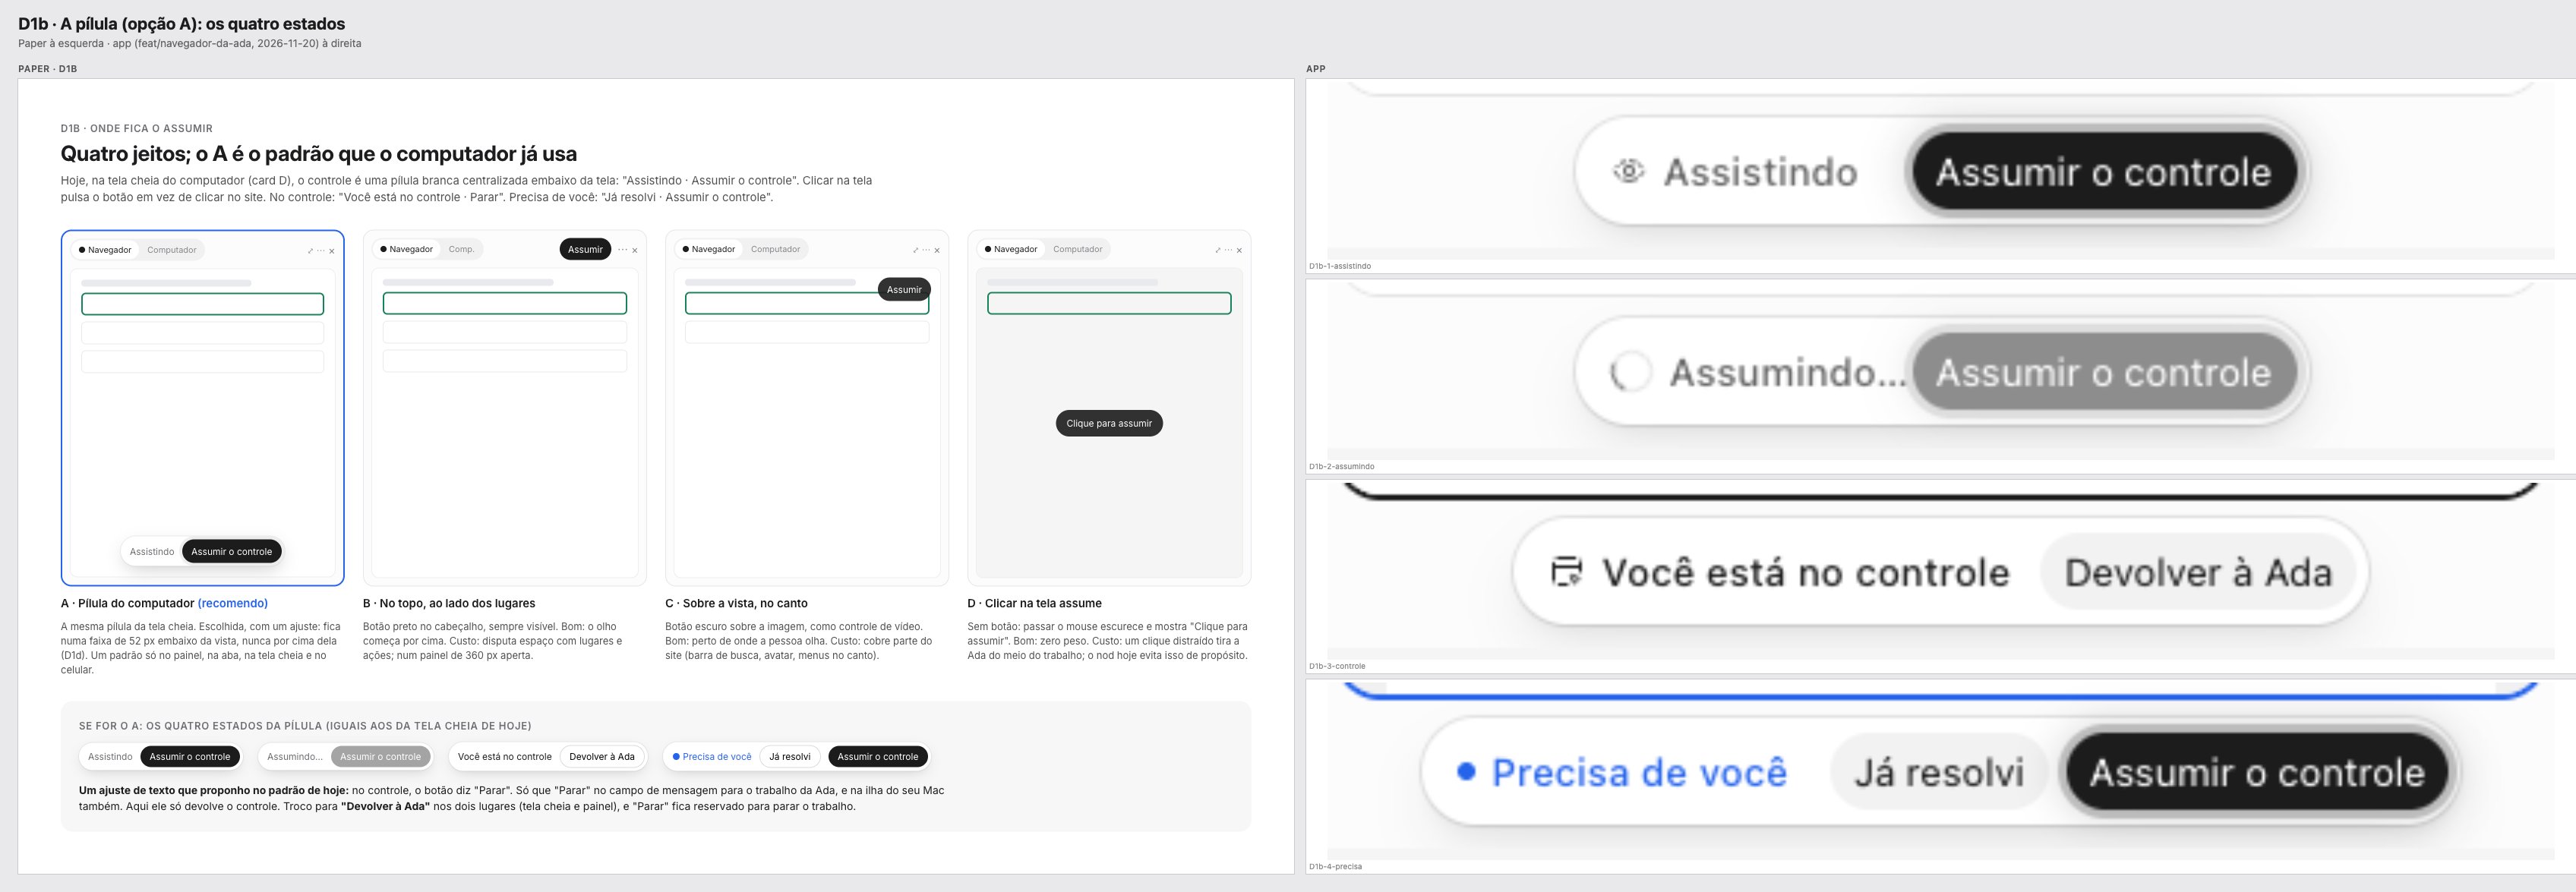 D1b · A pílula (opção A): os quatro estados
Paper à esquerda · app (feat/navegador-da-ada, 2026-11-20) à direita
PAPER · D1B
D1B · ONDE FICA O ASSUMIR
Quatro jeitos; o A é o padrão que o computador já usa
Hoje, na tela cheia do computador (card D), o controle é uma pílula branca centralizada embaixo da tela: "Assistindo · Assumir o controle". Clicar na tela
pulsa o botão em vez de clicar no site. No controle: "Você está no controle · Parar". Precisa de você: "Já resolvi · Assumir o controle".
Navegador Computador
Assistindo Assumir o controle
A · Pílula do computador (recomendo)
A mesma pílula da tela cheia. Escolhida, com um ajuste: fica
numa faixa de 52 px embaixo da vista, nunca por cima dela
(D1d). Um padrão só no painel, na aba, na tela cheia e no
celular.
Navegador Comp. Assumir
B · No topo, ao lado dos lugares
Botão preto no cabeçalho, sempre visível. Bom: o olho
começa por cima. Custo: disputa espaço com lugares e
ações; num painel de 360 px aperta.
Navegador Computador
Assumir
C · Sobre a vista, no canto
Botão escuro sobre a imagem, como controle de vídeo.
Bom: perto de onde a pessoa olha. Custo: cobre parte do
site (barra de busca, avatar, menus no canto).
Navegador Computador
Clique para assumir
D · Clicar na tela assume
Sem botão: passar o mouse escurece e mostra "Clique para
assumir". Bom: zero peso. Custo: um clique distraído tira a
Ada do meio do trabalho; o nod hoje evita isso de propósito.
SE FOR O A: OS QUATRO ESTADOS DA PÍLULA (IGUAIS AOS DA TELA CHEIA DE HOJE)
Assistindo Assumir o controle
Assumindo... Assumir o controle
Você está no controle Devolver à Ada
Precisa de você Já resolvi Assumir o controle
Um ajuste de texto que proponho no padrão de hoje: no controle, o botão diz "Parar". Só que "Parar" no campo de mensagem para o trabalho da Ada, e na ilha do seu Mac
também. Aqui ele só devolve o controle. Troco para "Devolver à Ada" nos dois lugares (tela cheia e painel), e "Parar" fica reservado para parar o trabalho.
APP
Assistindo Assumir o controle
D1b-1-assistindo
Assumindo... Assumir o controle
D1b-2-assumindo
Você está no controle Devolver à Ada
D1b-3-controle
Precisa de você Já resolvi Assumir o controle
D1b-4-precisa